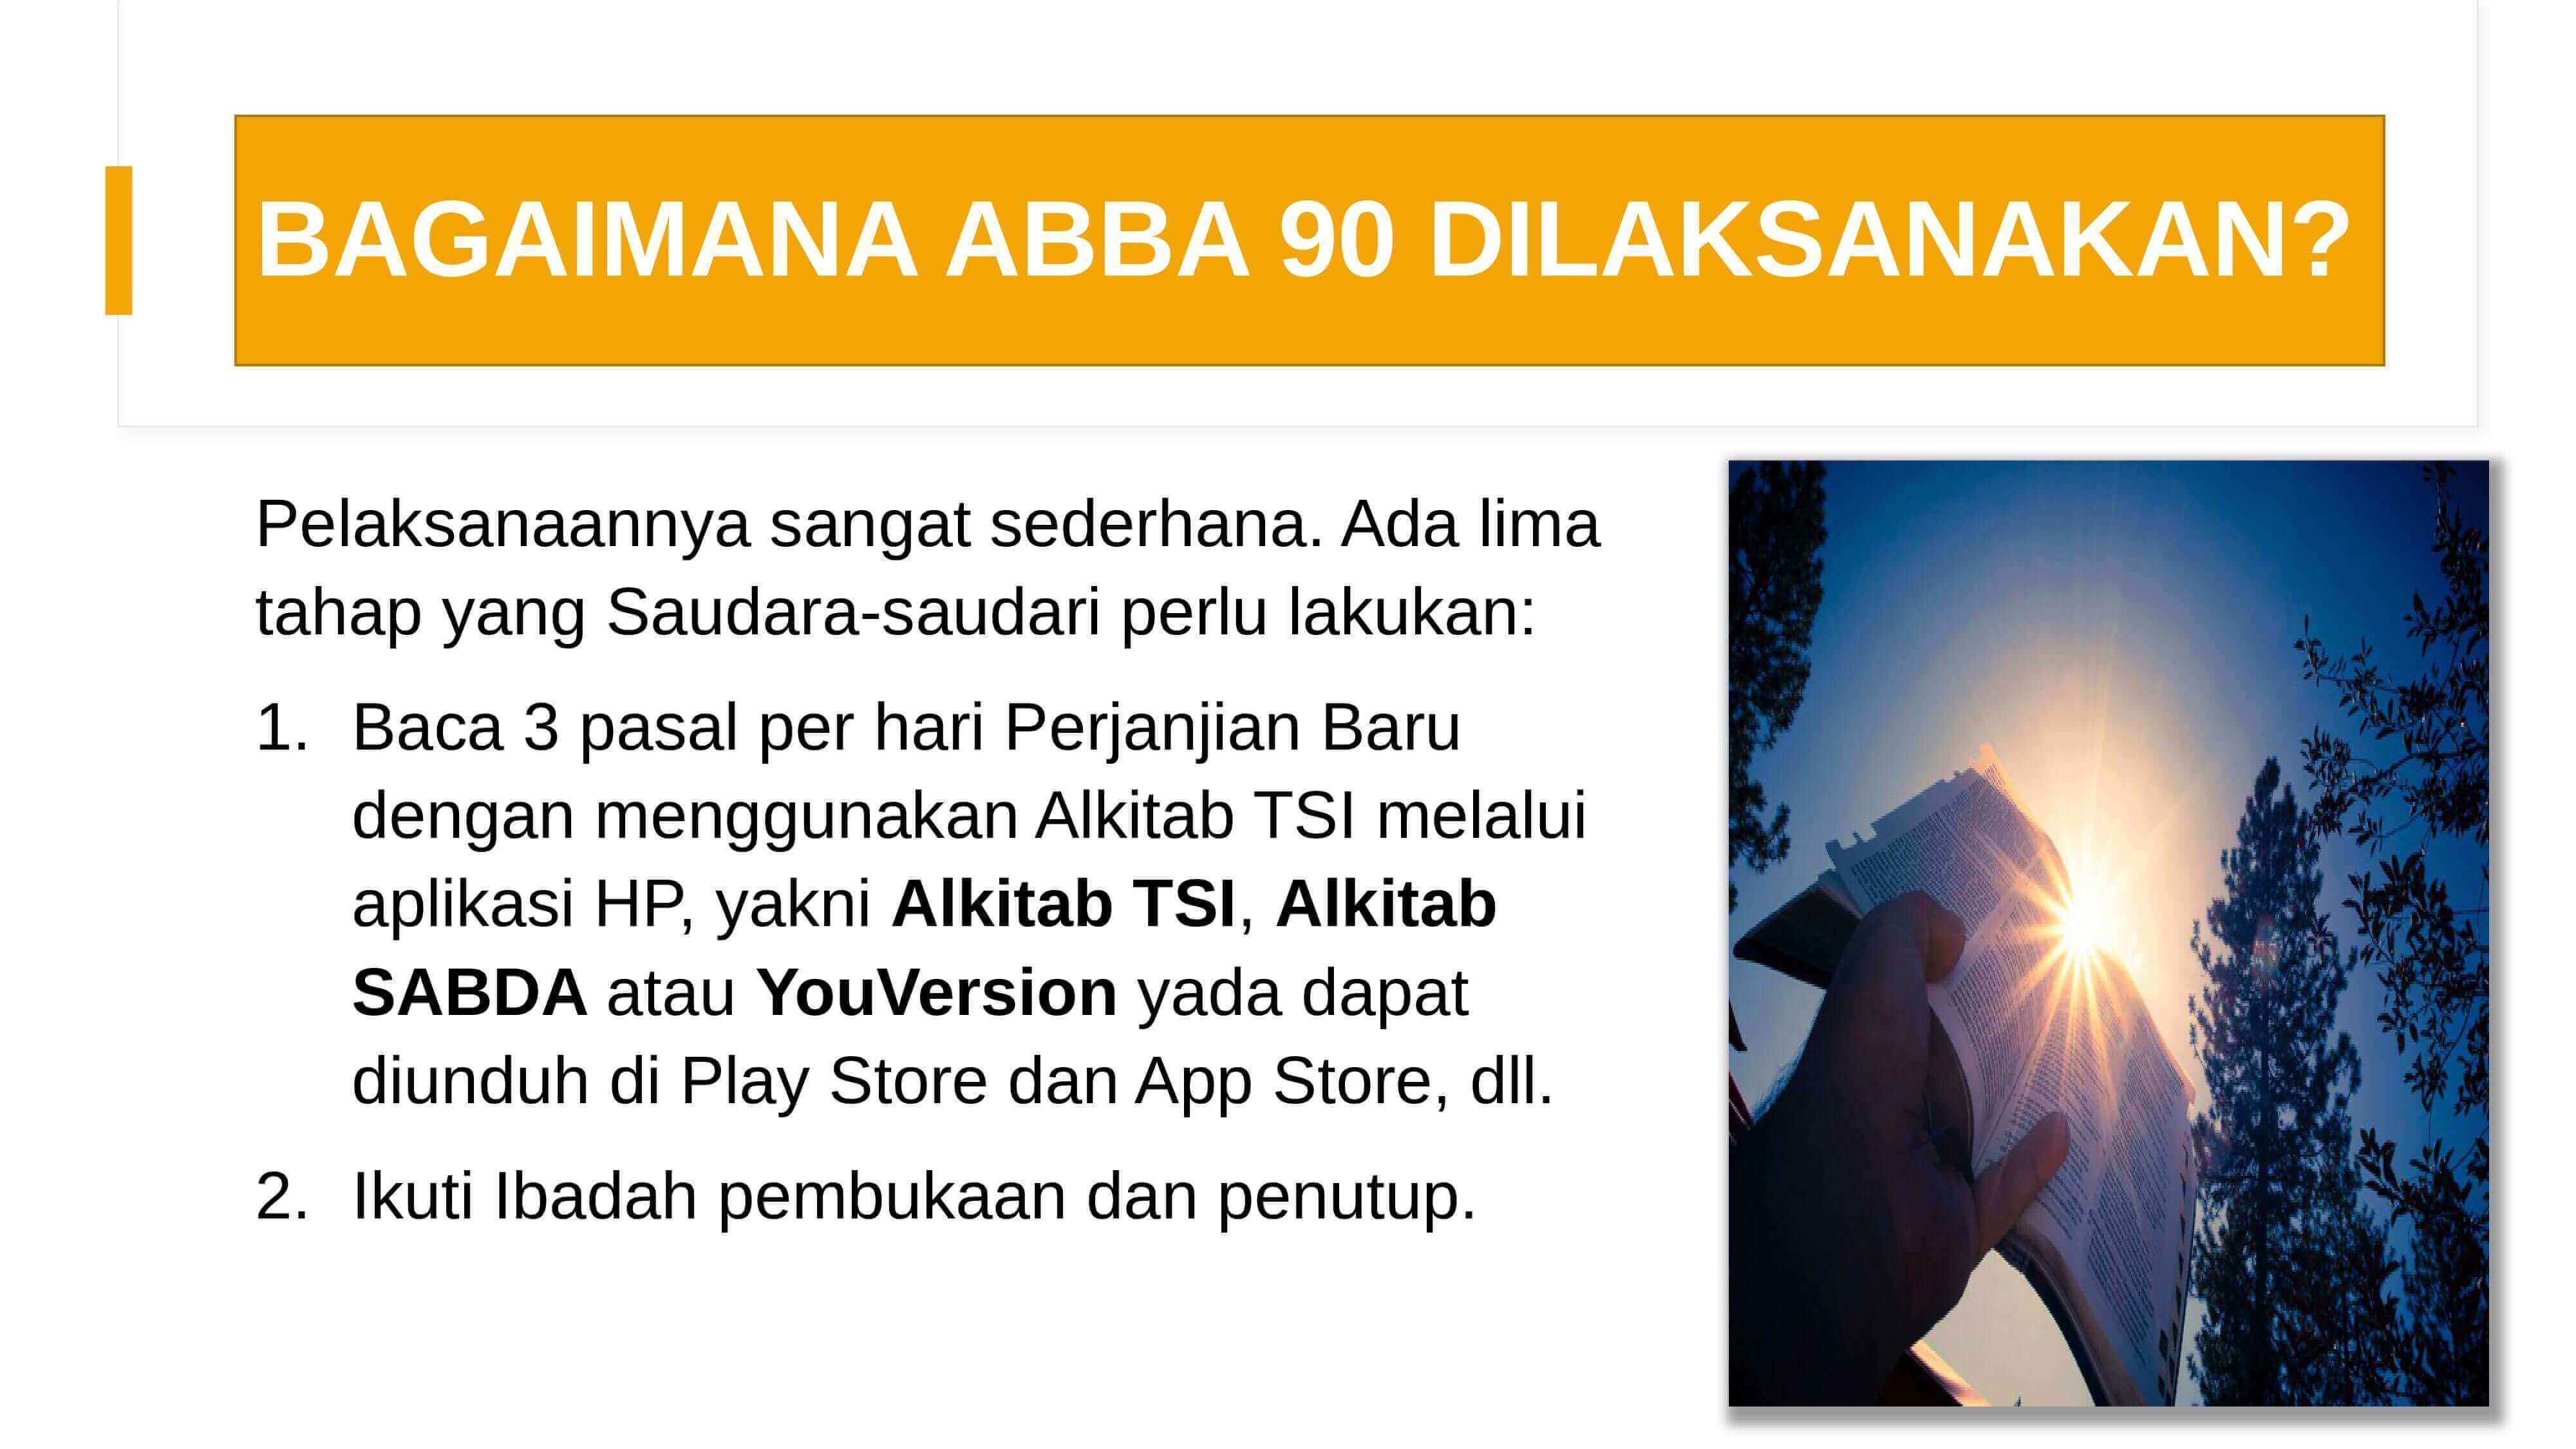 BAGAIMANA ABBA 90 DILAKSANAKAN?
Pelaksanaannya sangat sederhana. Ada lima
tahap yang Saudara-saudari perlu lakukan:
1. Baca 3 pasal per hari Perjanjian Baru
dengan menggunakan Alkitab TSI melalui
aplikasi HP, yakni Alkitab TSI, Alkitab
SABDA atau YouVersion yada dapat
diunduh di Play Store dan App Store, dll.
2. Ikuti Ibadah pembukaan dan penutup.